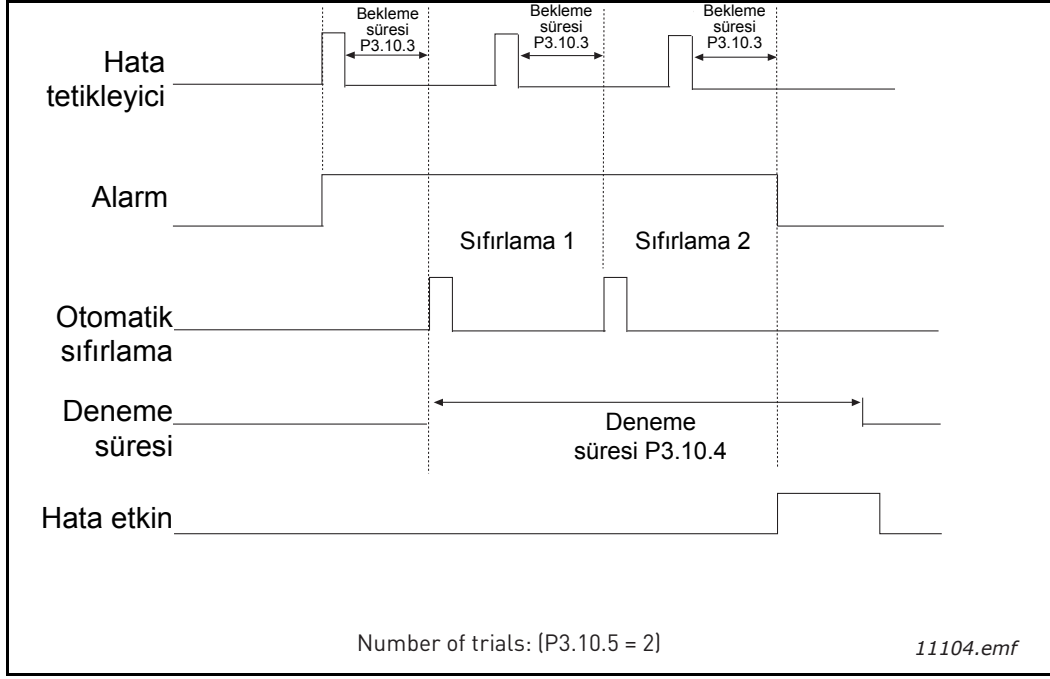 Bekleme
süresi
P3.10.3
Bekleme
süresi
P3.10.3
Bekleme
süresi
P3.10.3
Hata
tetikleyici
Alarm
Sıfırlama 1
Sıfırlama 2
Otomatik
sıfırlama
Deneme
süresi
Deneme
süresi P3.10.4
Hata etkin
Number of trials: (P3.10.5 = 2)
11104.emf